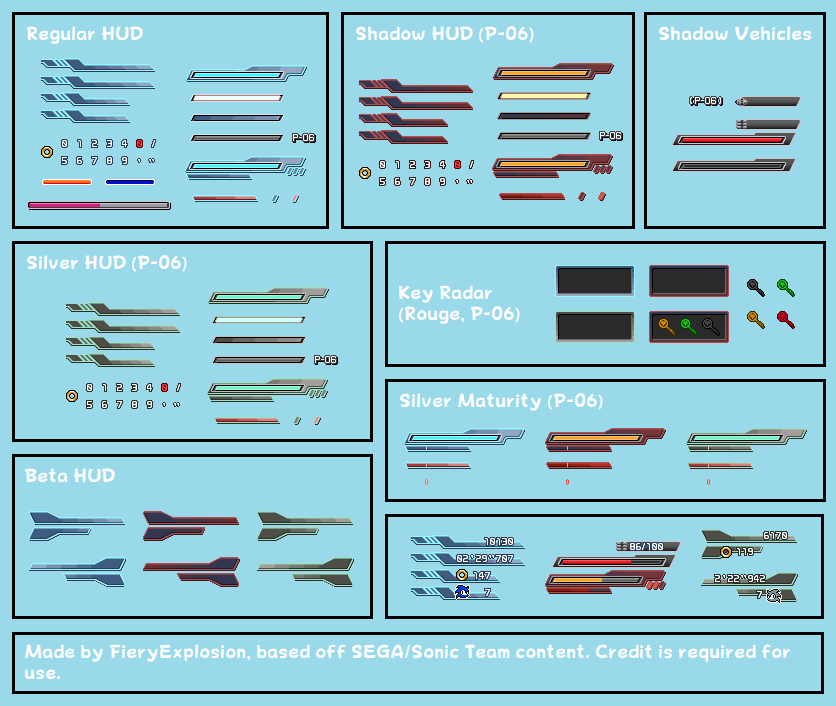 Regular HUD
P-06
0 1 2 3 4 0 /
5 6 7 8 9 ' "
Shadow HUD (P-06)
P-06
0 1 2 3 4 0 /
5 6 7 8 9 ' "
Shadow Vehicles
(P-06)
Silver HUD (P-06)
P-06
0 1 2 3 4 0 /
5 6 7 8 9 ' "
Key Radar
(Rouge, P-06)
Silver Maturity (P-06)
0 0 0
Beta HUD
10130
02'29"707
147
7
86/100
6170
119
2'22"942
7
Made by FieryExplosion, based off SEGA/Sonic Team content. Credit is required for
use.